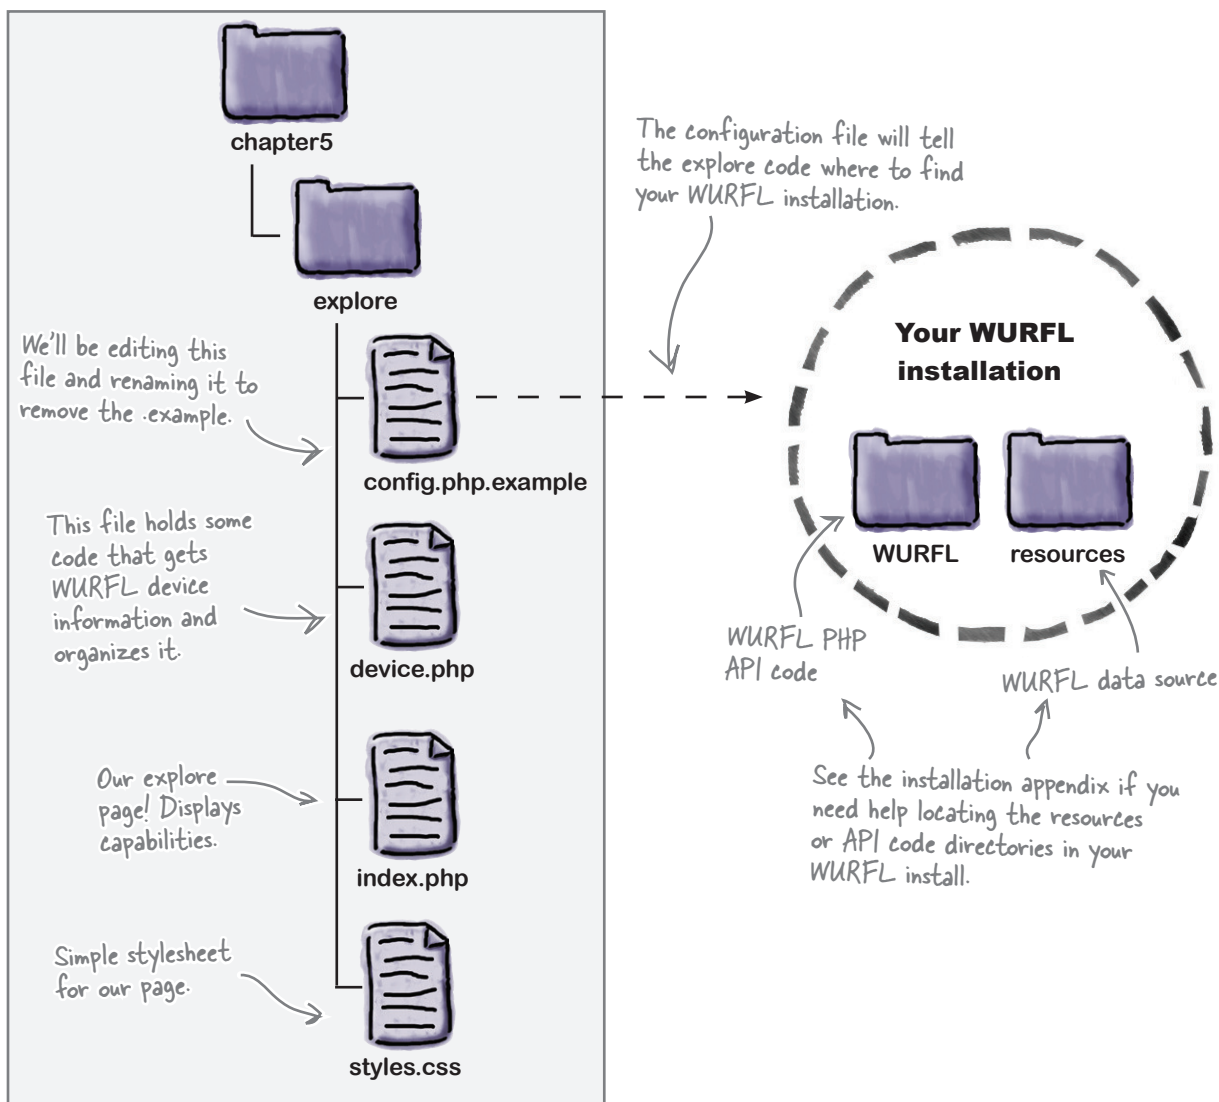 chapter5
explore
We'll be editing this
file and renaming it to
remove the .example.
config.php.example
This file holds some
code that gets
WURFL device
information and
organizes it.
device.php
Our explore
page! Displays
capabilities.
index.php
Simple stylesheet
for our page.
styles.css
The configuration file will tell
the explore code where to find
your WURFL installation.
Your WURFL
installation
WURFL
resources
WURFL PHP
API code
WURFL data source
See the installation appendix if you
need help locating the resources
or API code directories in your
WURFL install.